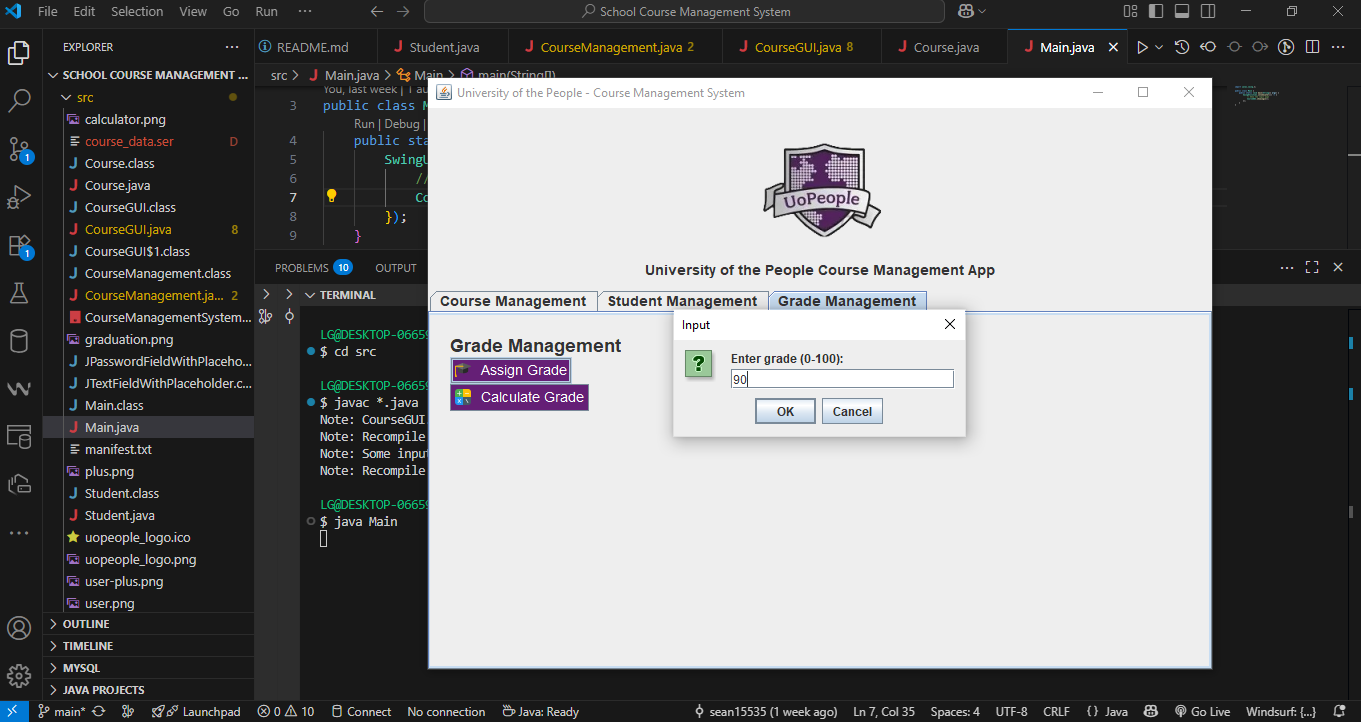 File Edit Selection View Go Run ··· School Course Management System
EXPLORER ···
README.md Student.java CourseManagement.java 2 CourseGUI.java 8 Course.java Main.java
SCHOOL COURSE MANAGEMENT ...
src > Main.java > Main > main(String[])
src
calculator.png
course_data.ser D
Course.class
Course.java
CourseGUI.class
CourseGUI.java 8
CourseGUI$1.class
CourseManagement.class
CourseManagement.ja... 2
CourseManagementSystem...
graduation.png
JPasswordFieldWithPlaceho...
JTextFieldWithPlaceholder.c...
Main.class
Main.java
manifest.txt
plus.png
Student.class
Student.java
uopeople_logo.ico
uopeople_logo.png
user-plus.png
user.png
OUTLINE
TIMELINE
MYSQL
JAVA PROJECTS
You, last week | 1 au
3 public class M
Run | Debug |
4 public sta
5 SwingU
6 //
7 Co
8 });
9 }
PROBLEMS 10 OUTPUT
TERMINAL
LG@DESKTOP-06659
$ cd src
LG@DESKTOP-06659
$ javac *.java
Note: CourseGUI
Note: Recompile
Note: Some input
Note: Recompile
LG@DESKTOP-06659
$ java Main
University of the People - Course Management System
UoPeople
University of the People Course Management App
Course Management Student Management Grade Management
Grade Management
Assign Grade
Calculate Grade
Input
Enter grade (0-100):
90
OK Cancel
main* Launchpad 0 10 Connect No connection Java: Ready sean15535 (1 week ago) Ln 7, Col 35 Spaces: 4 UTF-8 CRLF { } Java Go Live Windsurf: {...}